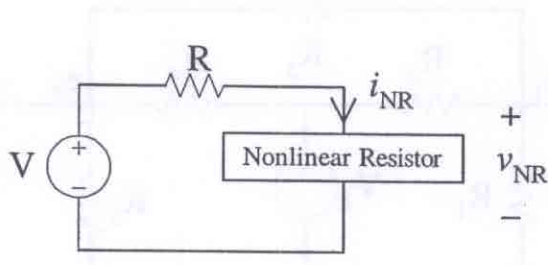 R
i_NR
+
V
+
−
Nonlinear Resistor
v_NR
−